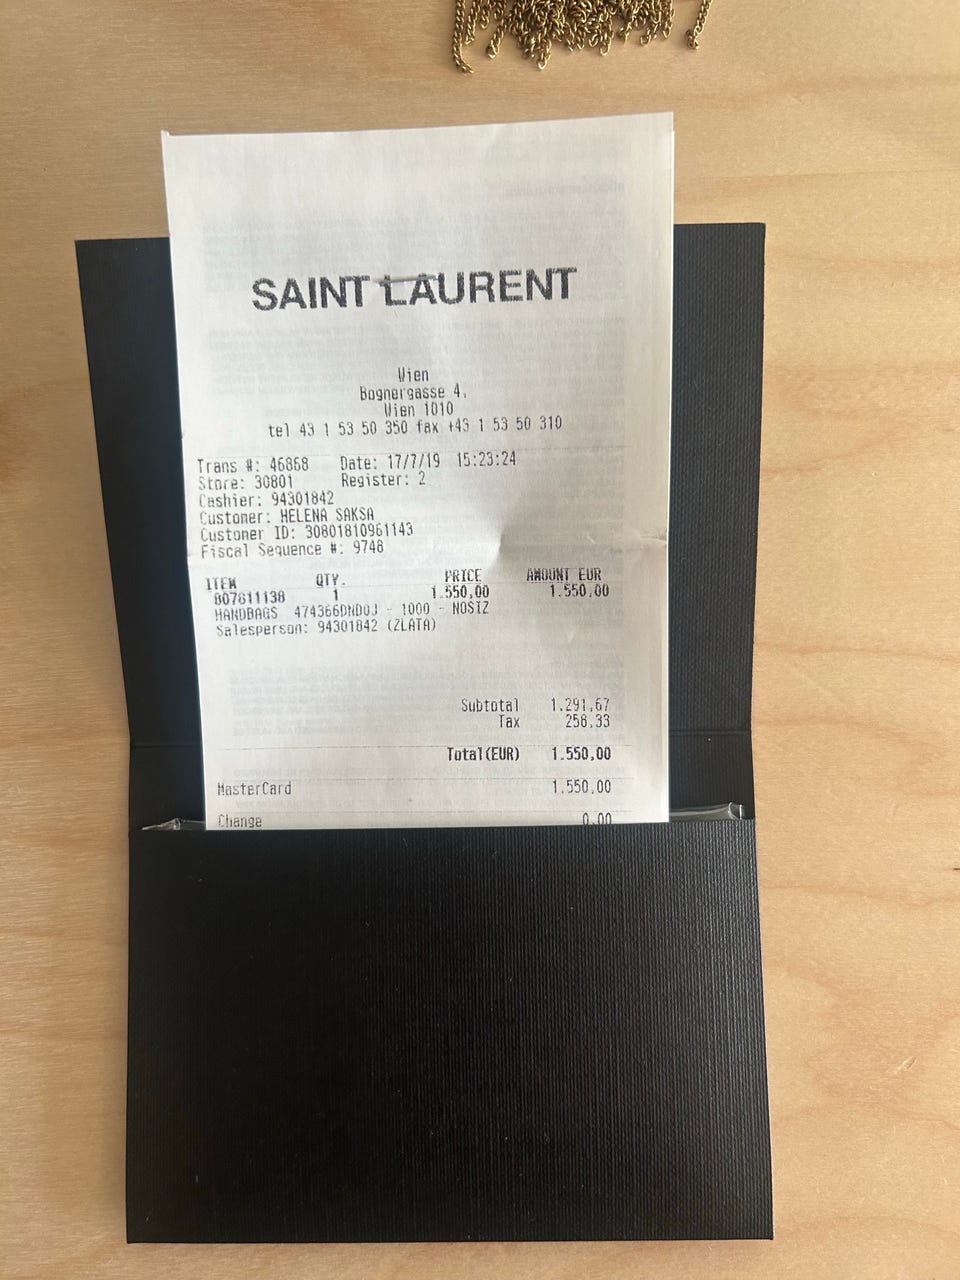 SAINT LAURENT
Wien
Bognergasse 4,
Wien 1010
tel 43 1 53 50 350 fax +43 1 53 50 310
Trans #: 46868 Date: 17/7/19 15:23:24
Store: 30801 Register: 2
Cashier: 94301842
Customer: HELENA SAKSA
Customer ID: 30801810961143
Fiscal Sequence #: 9748
ITEM QTY. PRICE AMOUNT EUR
807611138 1 1.550,00 1.550,00
HANDBAGS 474366DND0J - 1000 - NOSIZ
Salesperson: 94301842 (ZLATA)
Subtotal 1.291,67
Tax 258,33
Total(EUR) 1.550,00
MasterCard 1.550,00
Change 0,00